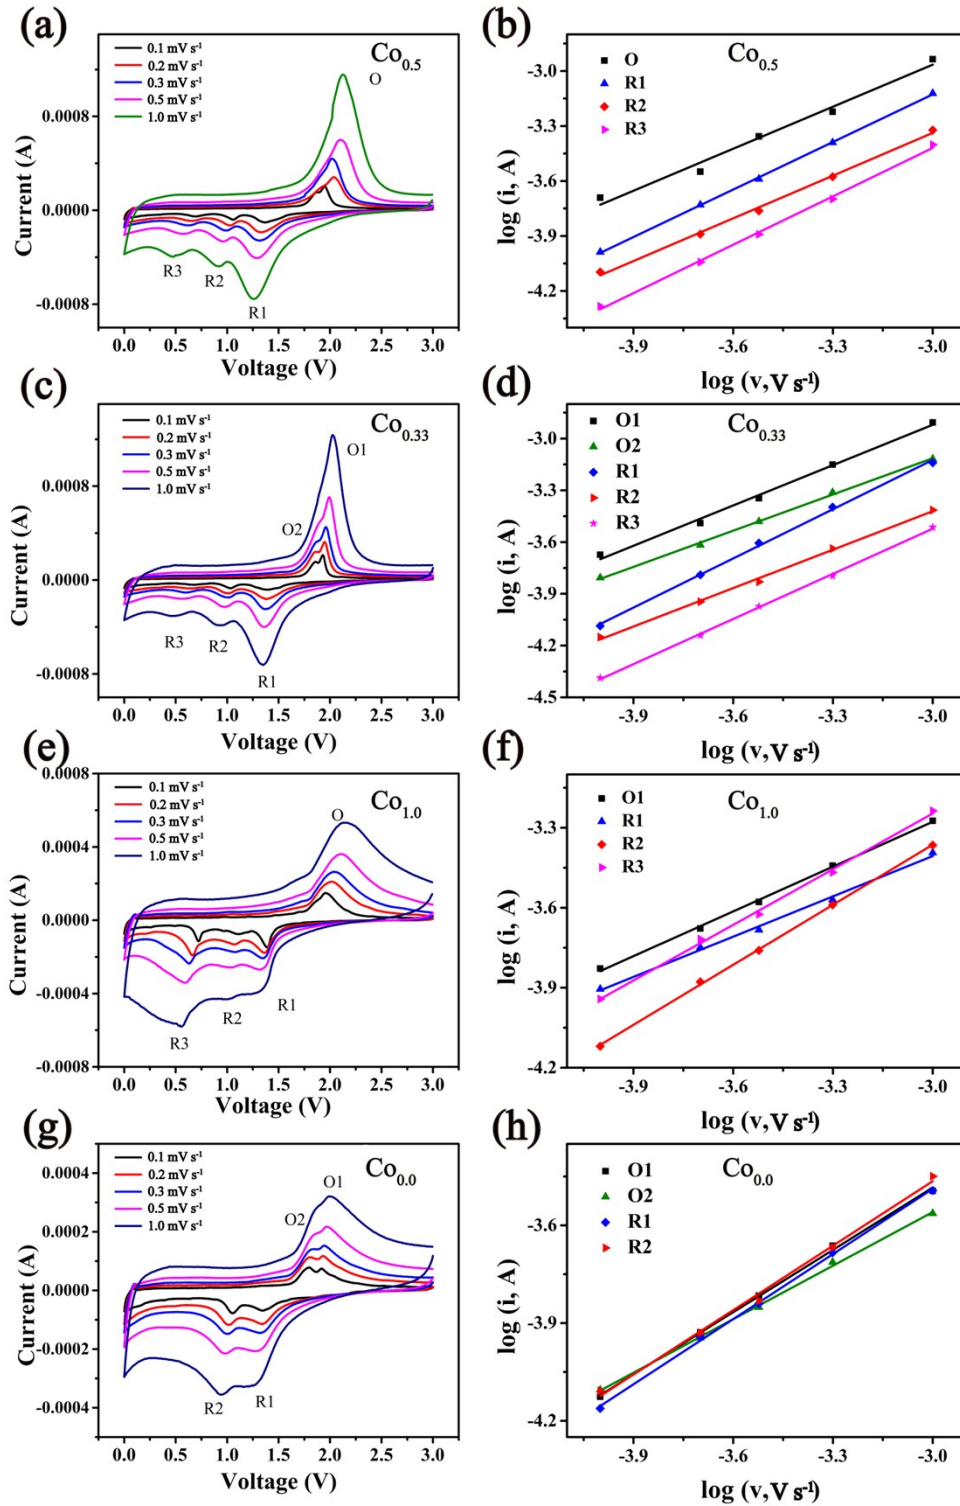 (a)
0.1 mV s⁻¹
0.2 mV s⁻¹
0.3 mV s⁻¹
0.5 mV s⁻¹
1.0 mV s⁻¹
Co0.5
O
R3
R2
R1
Current (A)
0.0008
0.0000
-0.0008
0.0 0.5 1.0 1.5 2.0 2.5 3.0
Voltage (V)
(b)
O
R1
R2
R3
Co0.5
log (i, A)
-3.0
-3.3
-3.6
-3.9
-4.2
-3.9 -3.6 -3.3 -3.0
log (v, V s⁻¹)
(c)
0.1 mV s⁻¹
0.2 mV s⁻¹
0.3 mV s⁻¹
0.5 mV s⁻¹
1.0 mV s⁻¹
Co0.33
O1
O2
R3
R2
R1
Current (A)
0.0008
0.0000
-0.0008
0.0 0.5 1.0 1.5 2.0 2.5 3.0
Voltage (V)
(d)
O1
O2
R1
R2
R3
Co0.33
log (i, A)
-3.0
-3.3
-3.6
-3.9
-4.2
-4.5
-3.9 -3.6 -3.3 -3.0
log (v, V s⁻¹)
(e)
0.1 mV s⁻¹
0.2 mV s⁻¹
0.3 mV s⁻¹
0.5 mV s⁻¹
1.0 mV s⁻¹
Co1.0
O
R1
R2
R3
Current (A)
0.0008
0.0004
0.0000
-0.0004
-0.0008
0.0 0.5 1.0 1.5 2.0 2.5 3.0
Voltage (V)
(f)
O1
R1
R2
R3
Co1.0
log (i, A)
-3.3
-3.6
-3.9
-4.2
-3.9 -3.6 -3.3 -3.0
log (v, V s⁻¹)
(g)
0.1 mV s⁻¹
0.2 mV s⁻¹
0.3 mV s⁻¹
0.5 mV s⁻¹
1.0 mV s⁻¹
Co0.0
O1
O2
R2
R1
Current (A)
0.0004
0.0002
0.0000
-0.0002
-0.0004
0.0 0.5 1.0 1.5 2.0 2.5 3.0
Voltage (V)
(h)
O1
O2
R1
R2
Co0.0
log (i, A)
-3.6
-3.9
-4.2
-3.9 -3.6 -3.3 -3.0
log (v, V s⁻¹)